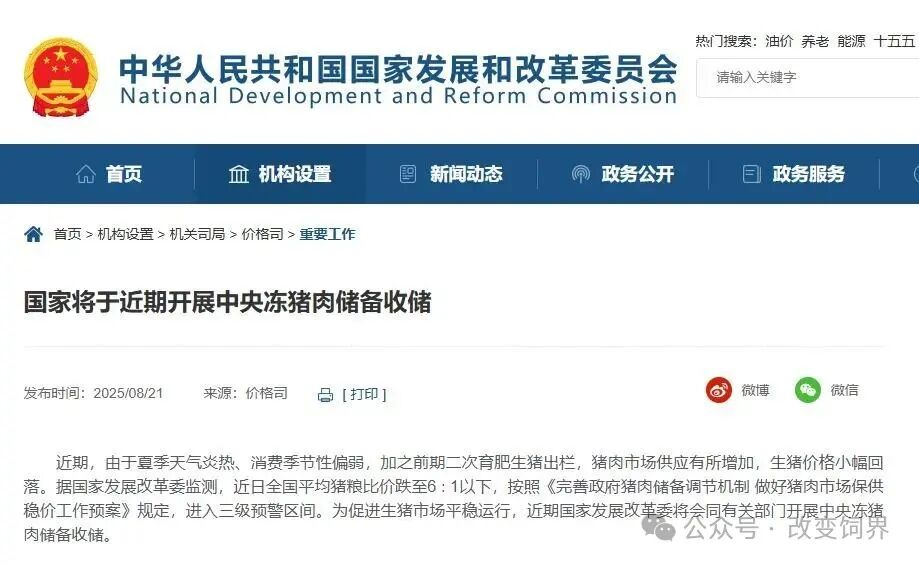 中华人民共和国国家发展和改革委员会
National Development and Reform Commission
热门搜索：油价 养老 能源 十五五
请输入关键字
首页 机构设置 新闻动态 政务公开 政务服务
首页 > 机构设置 > 机关司局 > 价格司 > 重要工作
国家将于近期开展中央冻猪肉储备收储
发布时间：2025/08/21 来源：价格司 [ 打印 ] 微博 微信
近期，由于夏季天气炎热、消费季节性偏弱，加之前期二次育肥生猪出栏，猪肉市场供应有所增加，生猪价格小幅回
落。据国家发展改革委监测，近日全国平均猪粮比价跌至6：1以下，按照《完善政府猪肉储备调节机制 做好猪肉市场保供
稳价工作预案》规定，进入三级预警区间。为促进生猪市场平稳运行，近期国家发展改革委将会同有关部门开展中央冻猪
肉储备收储。
公众号 · 改变饲界